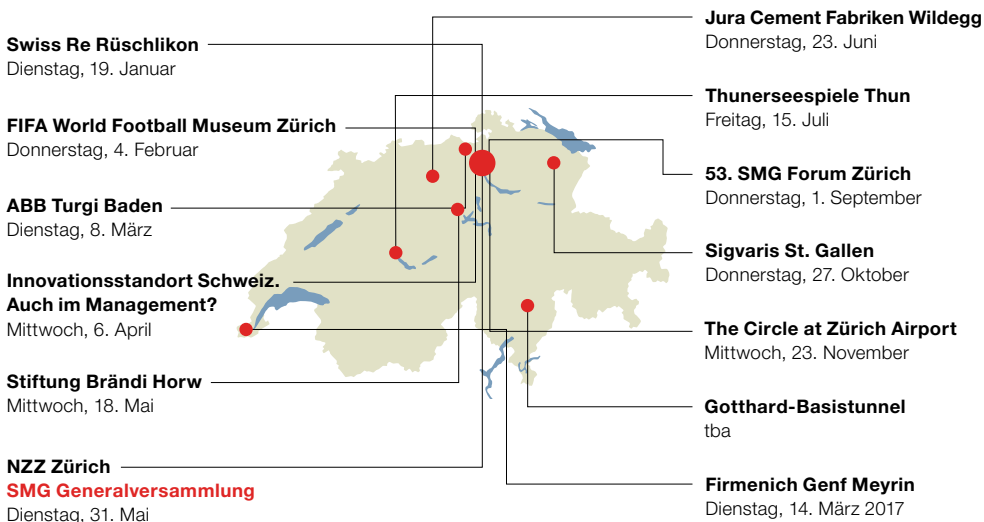 Swiss Re Rüschlikon
Dienstag, 19. Januar
FIFA World Football Museum Zürich
Donnerstag, 4. Februar
ABB Turgi Baden
Dienstag, 8. März
Innovationsstandort Schweiz.
Auch im Management?
Mittwoch, 6. April
Stiftung Brändi Horw
Mittwoch, 18. Mai
NZZ Zürich
SMG Generalversammlung
Dienstag, 31. Mai
Jura Cement Fabriken Wildegg
Donnerstag, 23. Juni
Thunerseespiele Thun
Freitag, 15. Juli
53. SMG Forum Zürich
Donnerstag, 1. September
Sigvaris St. Gallen
Donnerstag, 27. Oktober
The Circle at Zürich Airport
Mittwoch, 23. November
Gotthard-Basistunnel
tba
Firmenich Genf Meyrin
Dienstag, 14. März 2017